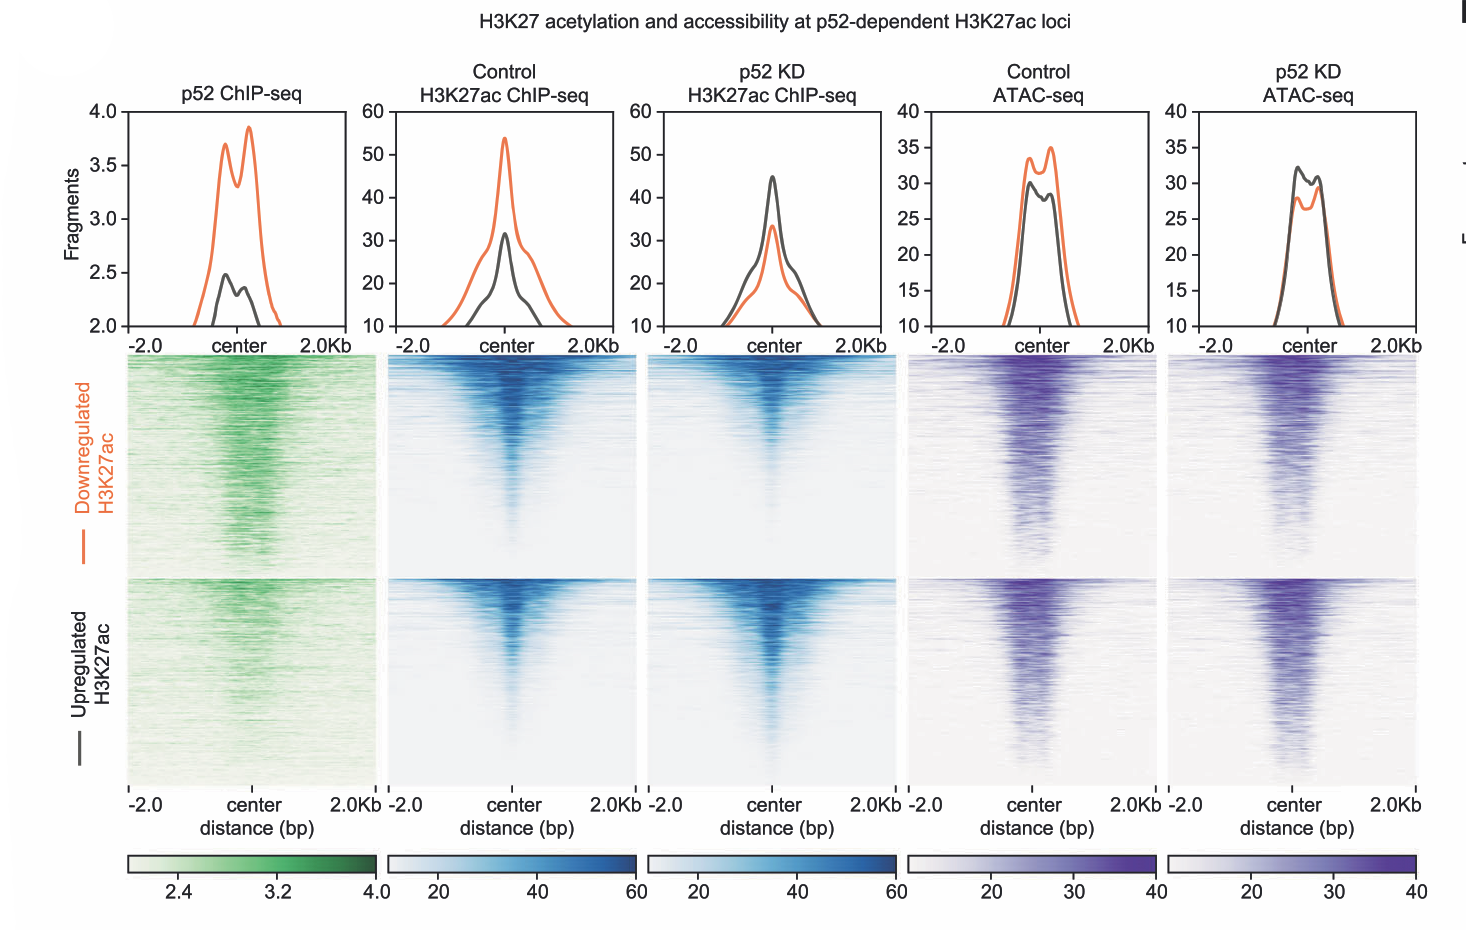 H3K27 acetylation and accessibility at p52-dependent H3K27ac loci
p52 ChIP-seq
Control
H3K27ac ChIP-seq
p52 KD
H3K27ac ChIP-seq
Control
ATAC-seq
p52 KD
ATAC-seq
Fragments
4.0
3.5
3.0
2.5
2.0
60
50
40
30
20
10
60
50
40
30
20
10
40
35
30
25
20
15
10
40
35
30
25
20
15
10
-2.0 center 2.0Kb
-2.0 center 2.0Kb
-2.0 center 2.0Kb
-2.0 center 2.0Kb
-2.0 center 2.0Kb
Downregulated
H3K27ac
Upregulated
H3K27ac
-2.0 center 2.0Kb
distance (bp)
-2.0 center 2.0Kb
distance (bp)
-2.0 center 2.0Kb
distance (bp)
-2.0 center 2.0Kb
distance (bp)
-2.0 center 2.0Kb
distance (bp)
2.4 3.2 4.0
20 40 60
20 40 60
20 30 40
20 30 40